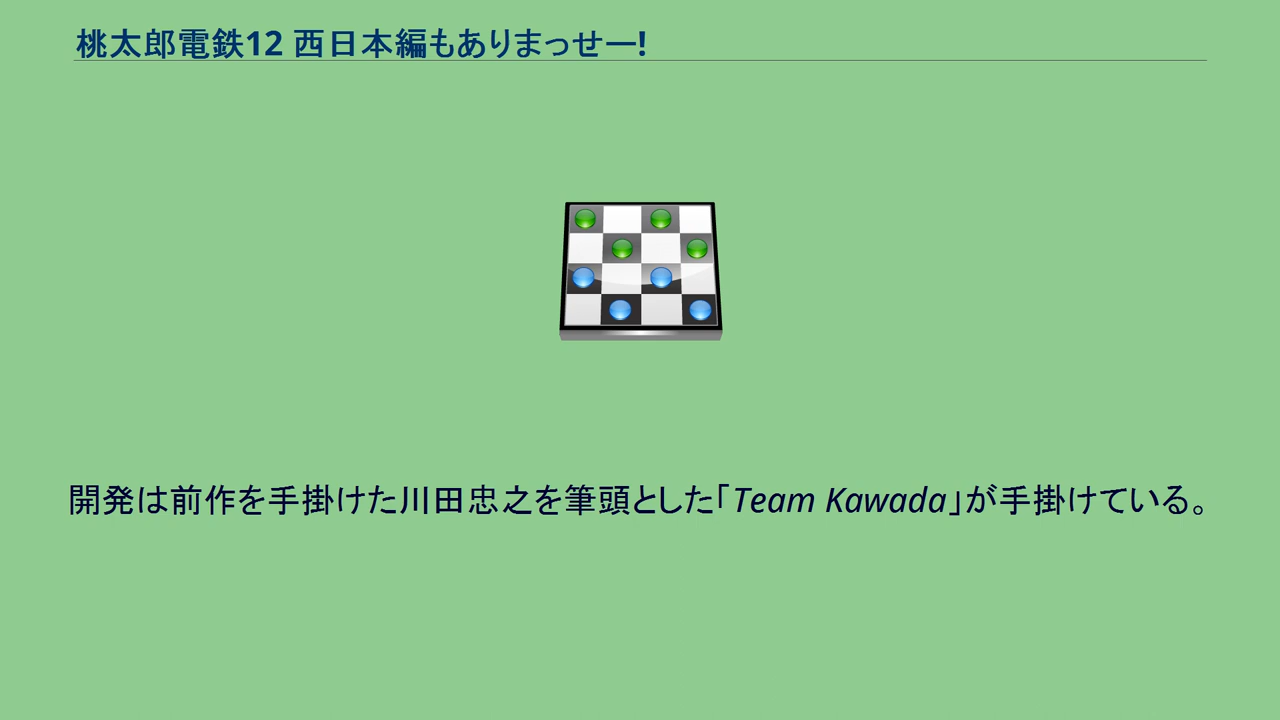 桃太郎電鉄12 西日本編もありまっせー!
開発は前作を手掛けた川田忠之を筆頭とした「Team Kawada」が手掛けている。